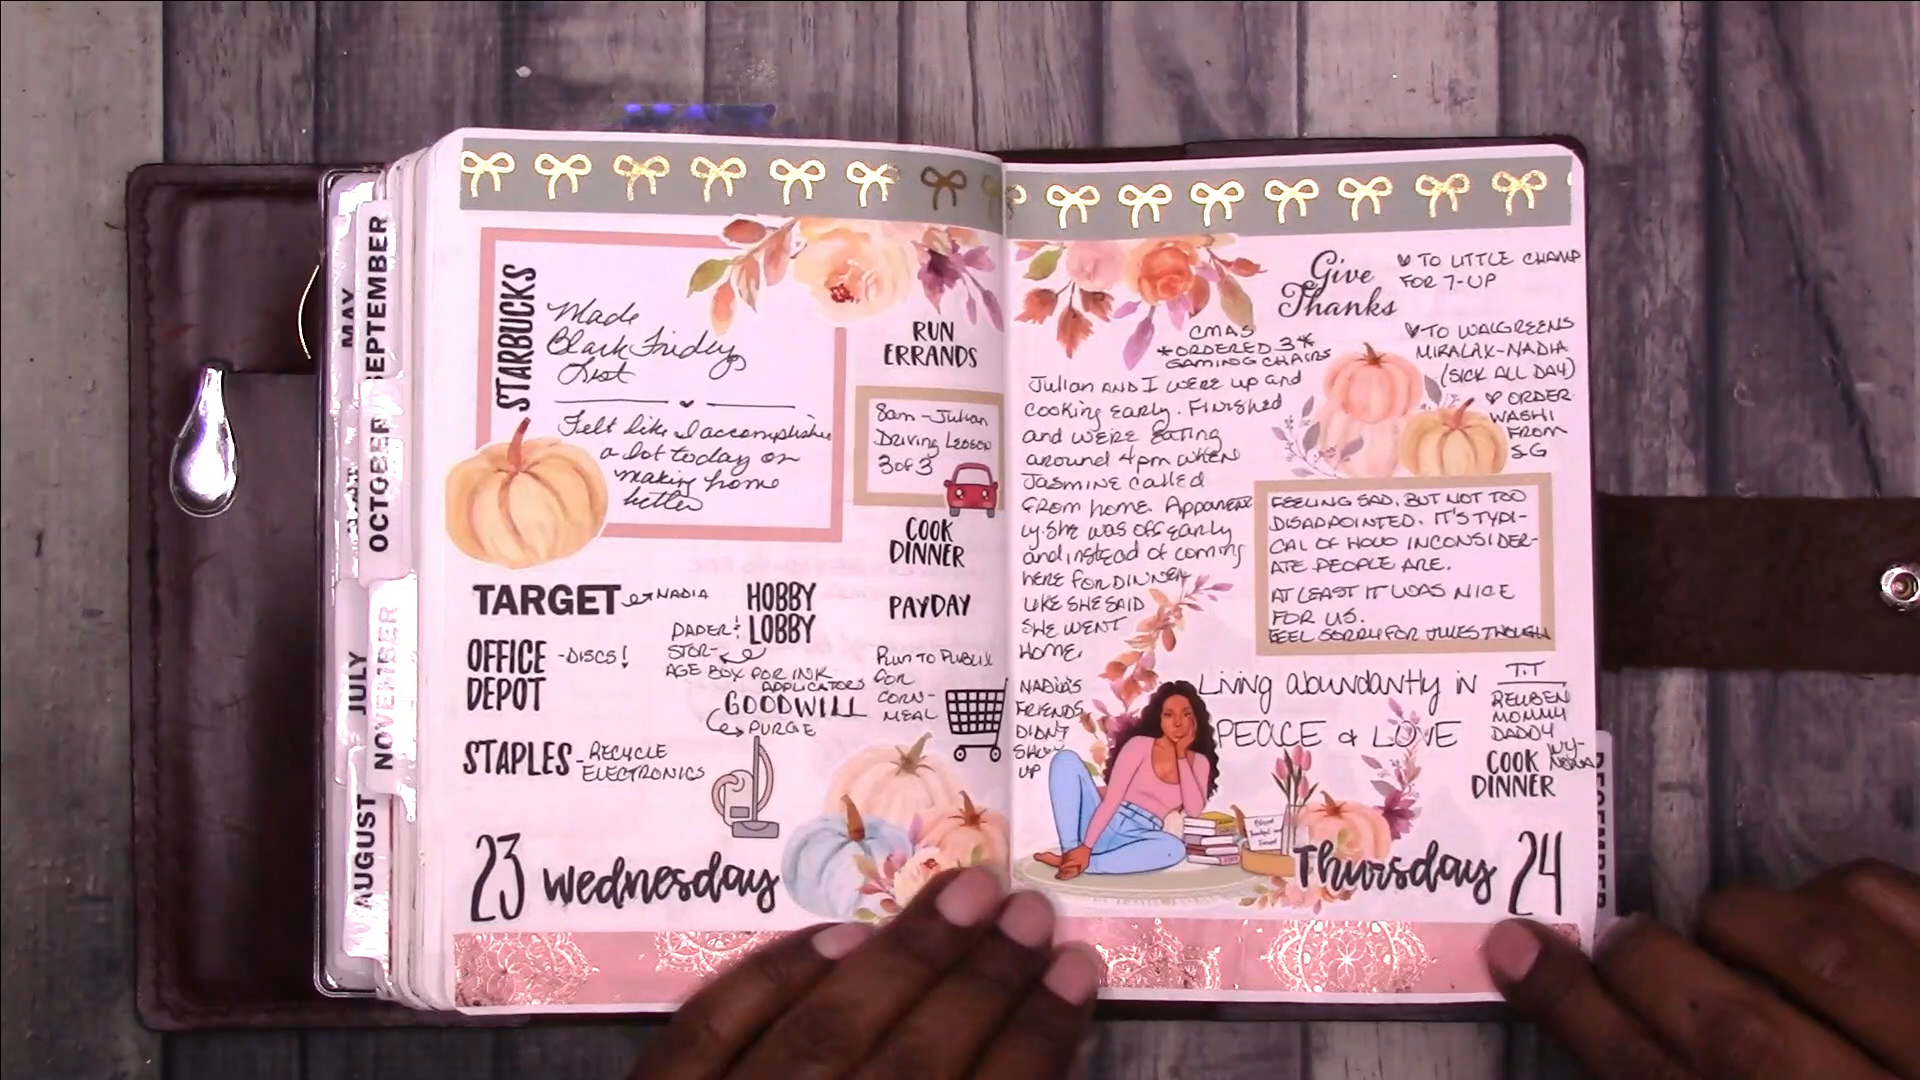 MAY
SEPTEMBER
OCTOBER
JULY
NOVEMBER
AUGUST
DECEMBER
STARBUCKS
Made
Black Friday
List
Felt like I accomplished
a lot today on
making home
better
RUN
ERRANDS
8am - Julian
Driving Lesson
3 of 3
COOK
DINNER
PAYDAY
RUN TO PUBLIX
FOR
CORN-
MEAL
TARGET
NADIA
HOBBY
LOBBY
PAPER &
STOR-
AGE BOX FOR INK
APPLICATORS
OFFICE
DEPOT
- DISCS!
GOODWILL
PURGE
STAPLES
- RECYCLE
ELECTRONICS
23 Wednesday
Give
Thanks
♥ TO LITTLE CHAMP
FOR 7-UP
♥ TO WALGREENS
MIRALAX-NADIA
(SICK ALL DAY)
♥ ORDER
WASHI
FROM
SG
CMAS
*ORDERED 3*
GAMING CHAIRS
Julian AND I WERE up and
cooking early. Finished
and were eating
around 4pm when
Jasmine called
from home. Apparent
ly she was off early
and instead of coming
here for DINNER
LIKE SHE SAID
SHE WENT
HOME.
NADIA'S
FRIENDS
DIDN'T
SHOW
UP
FEELING SAD, BUT NOT TOO
DISAPPOINTED. IT'S TYPI-
CAL OF HOW INCONSIDER-
ATE PEOPLE ARE.
AT LEAST IT WAS NICE
FOR US.
FEEL SORRY FOR JULES THOUGH
Living abundantly in
PEACE & LOVE
T.T
REUBEN
MOMMY
DADDY
COOK
DINNER
Thursday 24